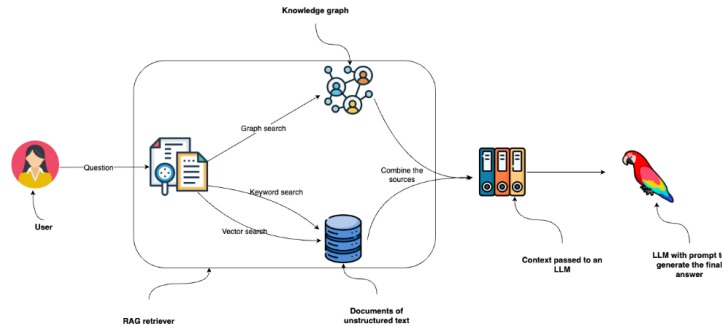 Knowledge graph
Graph search
Question
Combine the
sources
Keyword search
Vector search
User
Context passed to an
LLM
LLM with prompt t
generate the final
answer
RAG retriever
Documents of
unstructured text